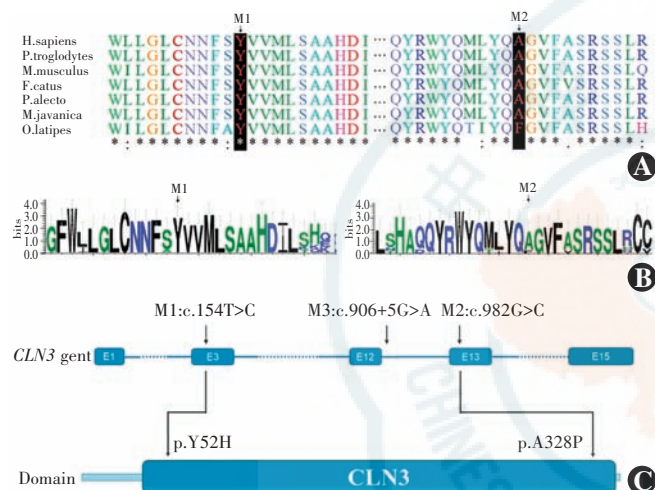 M1 M2
H.sapiens WLLGLCNNFSYVVMLSAAHDI ··· QYRWYQMLYQAGVFASRSSLR
P.troglodytes WLLGLCNNFSYVVMLSAAHDI ··· QYRWYQMLYQAGVFASRSSLR
M.musculus WILGLCNNFSYVVMLSAAHDI ··· QYRWYQMLYQAGVFASRSSLQ
F.catus WLLGLCNNFSYVVMLSAAHDI ··· QYRWYQMLYQAGVFVSRSSLR
P.alecto WLLGLCNNFSYVVMLSAAHDI ··· QYRWYQMLYQAGVFASRSSLR
M.javanica WLLGLCNNFSYVVMLSAAHDI ··· QYRWYQMLYQAGVFASRSSLR
O.latipes WILGLCNNFAYVVMLSAAHDI ··· QYRWYQTIYQFGVFASRSSLH
A
M1 M2
bits 4.0 3.0 2.0 1.0 0.0
GFWLLGLCNNFSYVVMLSAAHDILSH
bits 4.0 3.0 2.0 1.0 0.0
LSHAQQYRWYQMLYQAGVFASRSSLRCC
B
M1:c.154T>C M3:c.906+5G>A M2:c.982G>C
CLN3 gent E1 E3 E12 E13 E15
p.Y52H p.A328P
Domain CLN3
C
CHINES